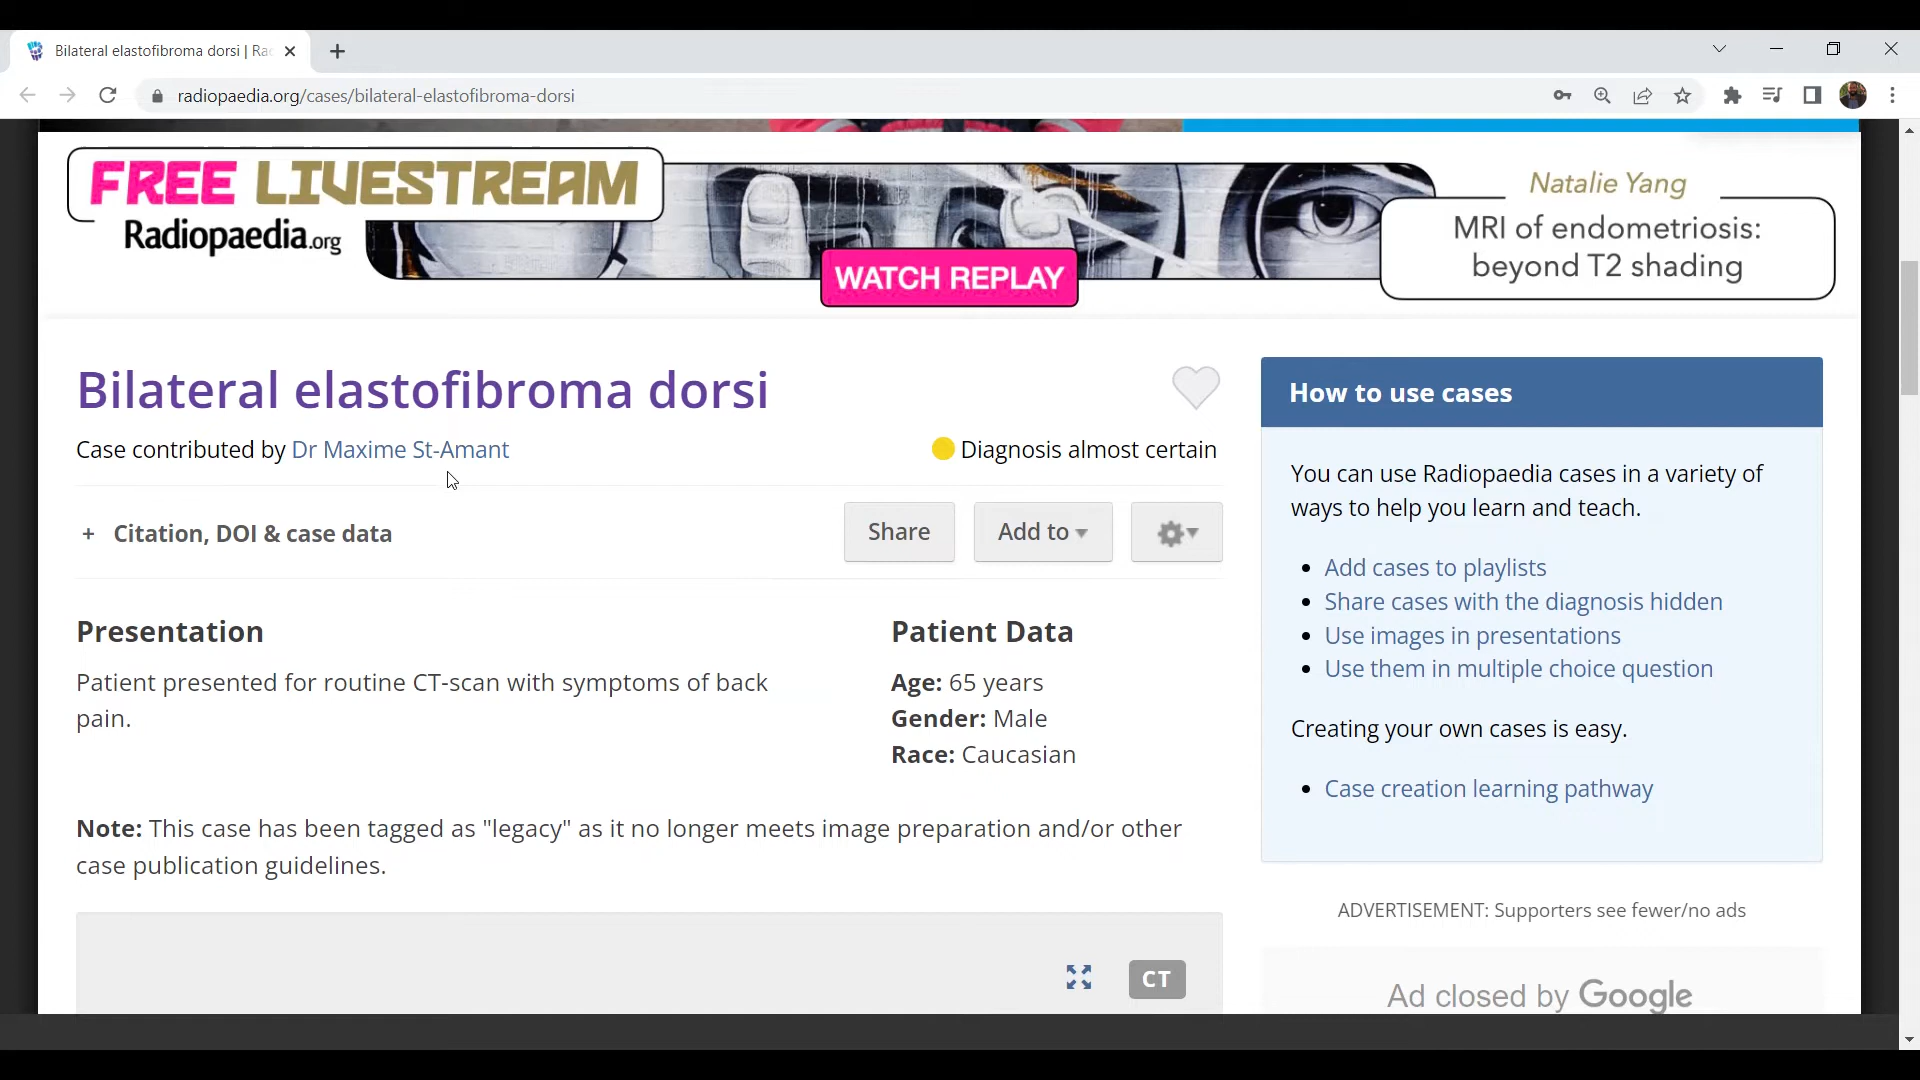 Bilateral elastofibroma dorsi | Rac
radiopaedia.org/cases/bilateral-elastofibroma-dorsi
FREE LIVESTREAM
Radiopaedia.org
WATCH REPLAY
Natalie Yang
MRI of endometriosis:
beyond T2 shading
Bilateral elastofibroma dorsi
Case contributed by Dr Maxime St-Amant
Diagnosis almost certain
+ Citation, DOI & case data
Share
Add to
Presentation
Patient presented for routine CT-scan with symptoms of back
pain.
Patient Data
Age: 65 years
Gender: Male
Race: Caucasian
Note: This case has been tagged as "legacy" as it no longer meets image preparation and/or other
case publication guidelines.
CT
How to use cases
You can use Radiopaedia cases in a variety of
ways to help you learn and teach.
• Add cases to playlists
• Share cases with the diagnosis hidden
• Use images in presentations
• Use them in multiple choice question
Creating your own cases is easy.
• Case creation learning pathway
ADVERTISEMENT: Supporters see fewer/no ads
Ad closed by Google